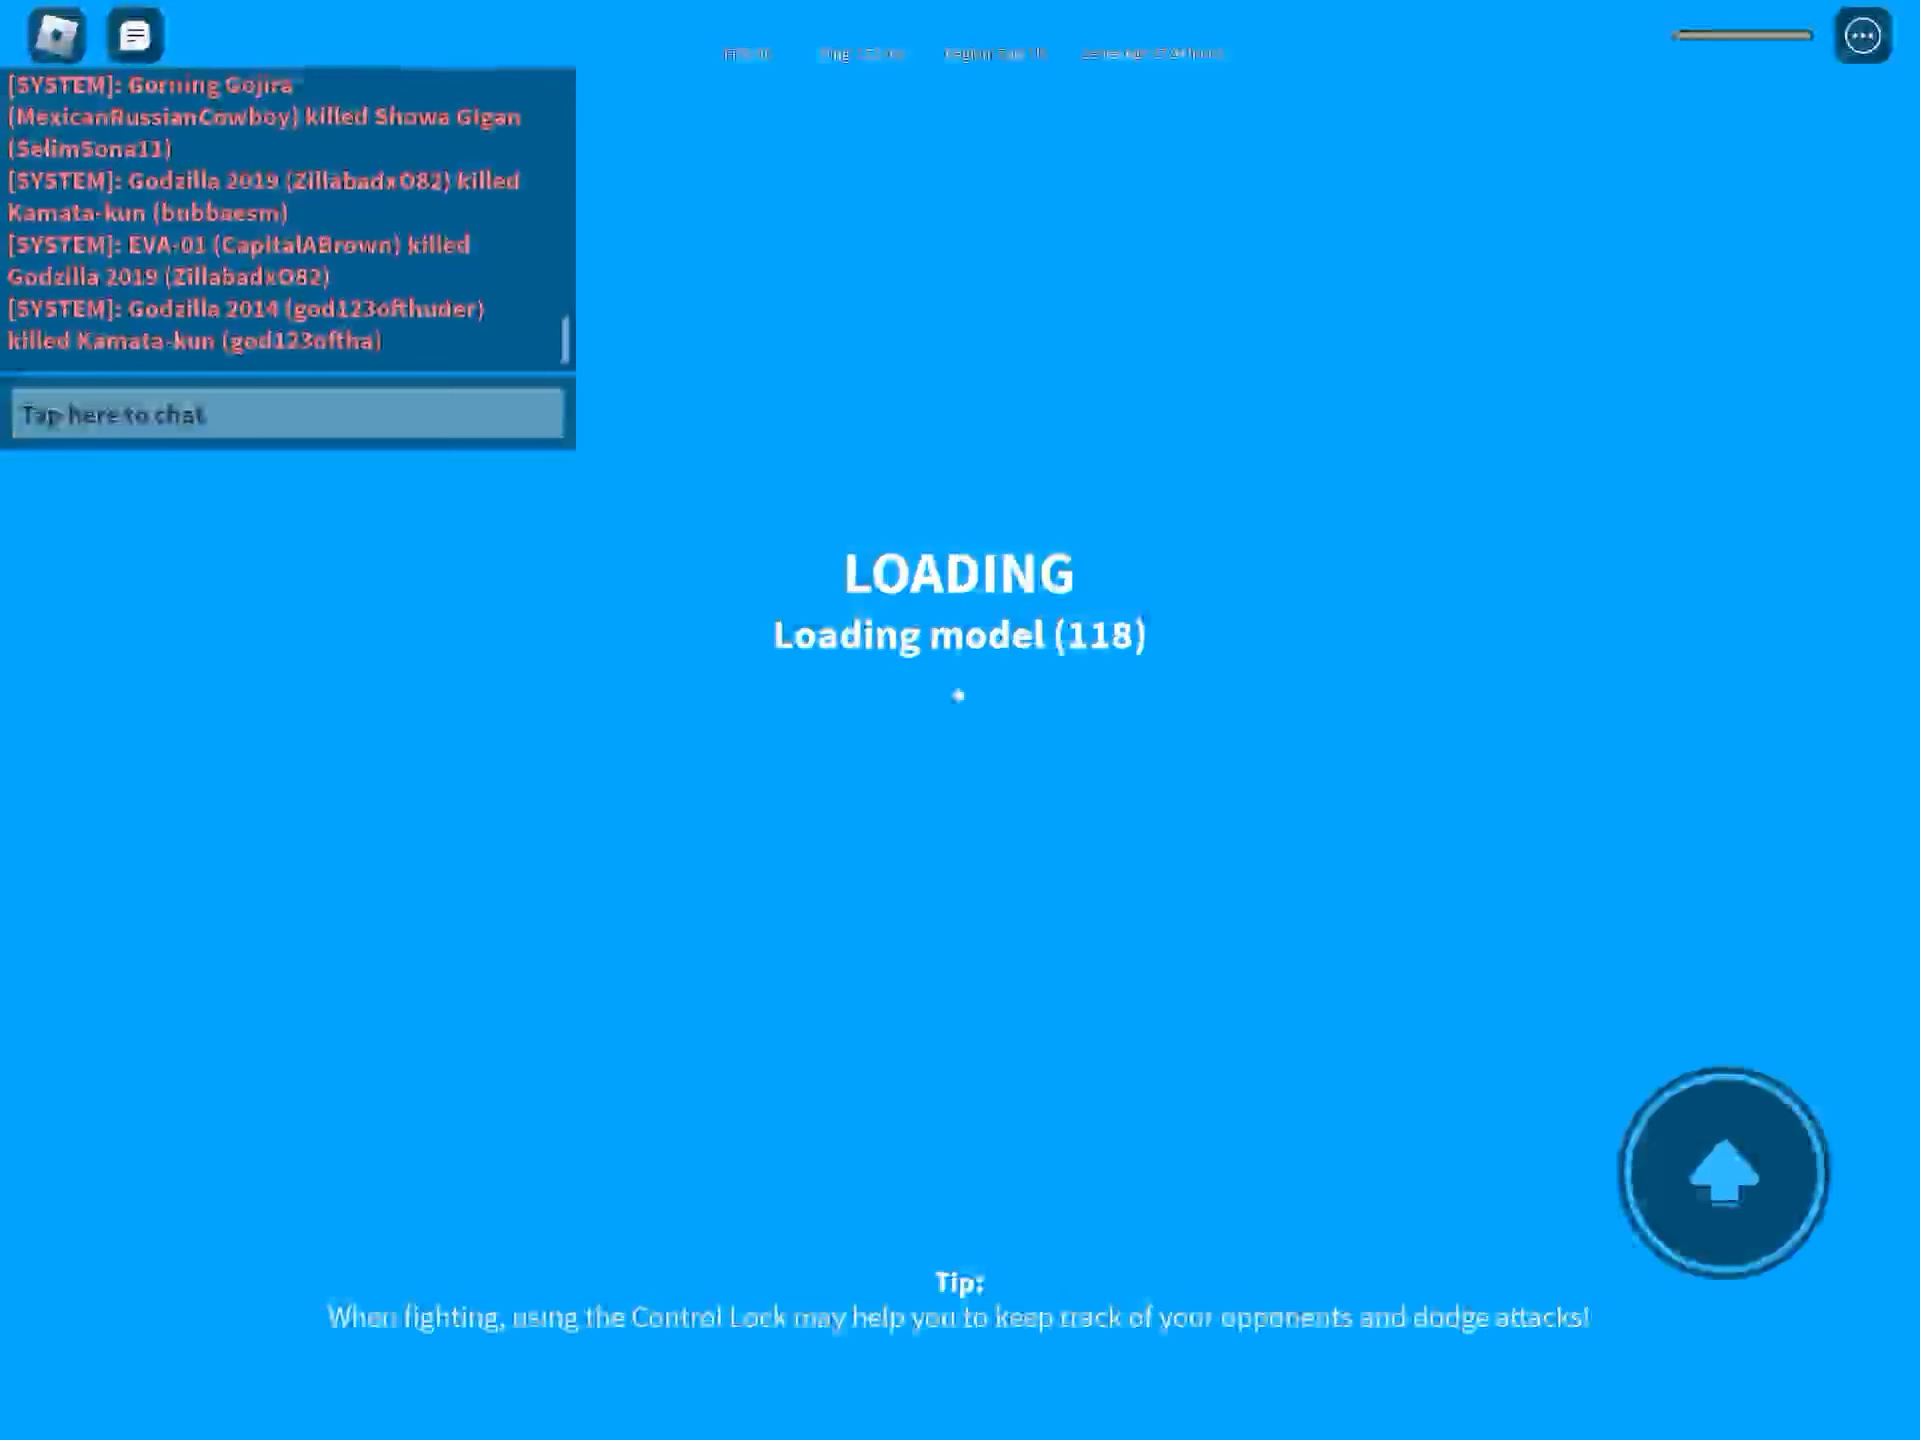 [SYSTEM]: Gorning Gojira
(MexicanRussianCowboy) killed Showa Gigan
(SelimSona11)
[SYSTEM]: Godzilla 2019 (ZillabadxO82) killed
Kamata-kun (bubbaesm)
[SYSTEM]: EVA-01 (CapitalABrown) killed
Godzilla 2019 (ZillabadxO82)
[SYSTEM]: Godzilla 2014 (god123ofthuder)
killed Kamata-kun (god123oftha)
Tap here to chat
LOADING
Loading model (118)
Tip:
When fighting, using the Control Lock may help you to keep track of your opponents and dodge attacks!